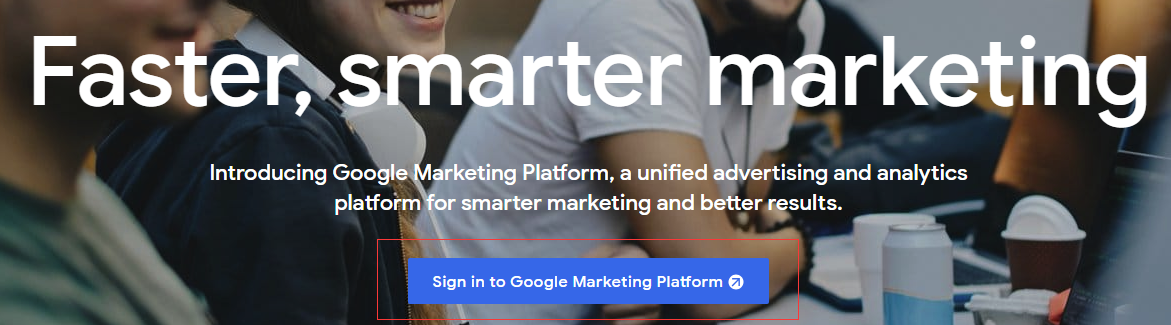 Faster, smarter marketing
Introducing Google Marketing Platform, a unified advertising and analytics
platform for smarter marketing and better results.
Sign in to Google Marketing Platform